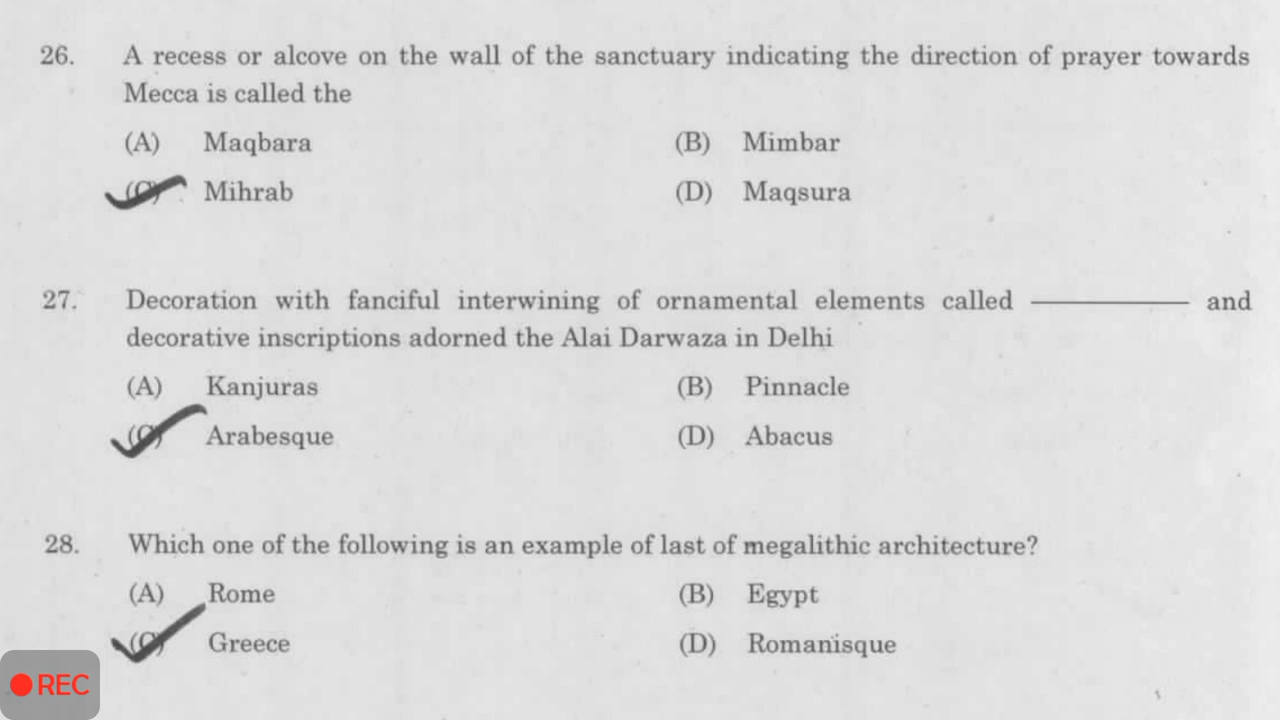 26. A recess or alcove on the wall of the sanctuary indicating the direction of prayer towards
Mecca is called the
(A) Maqbara (B) Mimbar
(C) Mihrab (D) Maqsura
27. Decoration with fanciful interwining of ornamental elements called ———— and
decorative inscriptions adorned the Alai Darwaza in Delhi
(A) Kanjuras (B) Pinnacle
(C) Arabesque (D) Abacus
28. Which one of the following is an example of last of megalithic architecture?
(A) Rome (B) Egypt
(C) Greece (D) Romanisque
REC